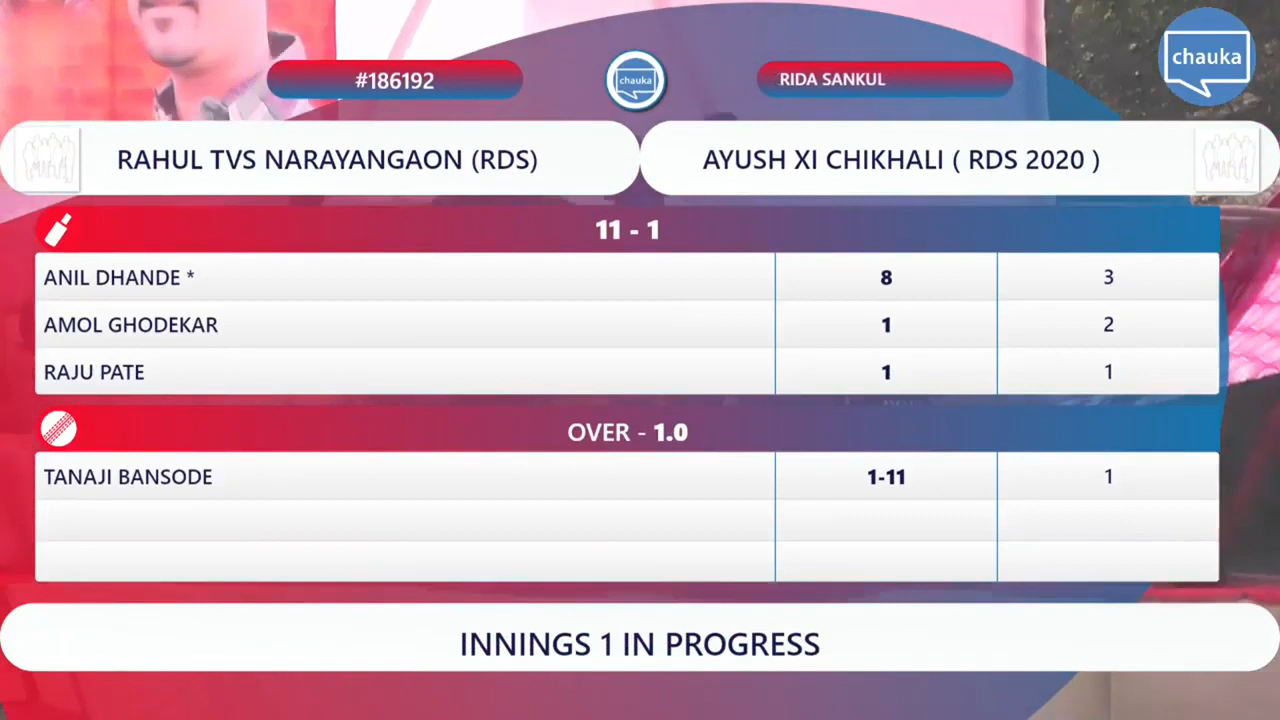 chauka
#186192
chauka
RIDA SANKUL
RAHUL TVS NARAYANGAON (RDS)
AYUSH XI CHIKHALI ( RDS 2020 )
11 - 1
ANIL DHANDE * 8 3
AMOL GHODEKAR 1 2
RAJU PATE 1 1
OVER - 1.0
TANAJI BANSODE 1-11 1
INNINGS 1 IN PROGRESS